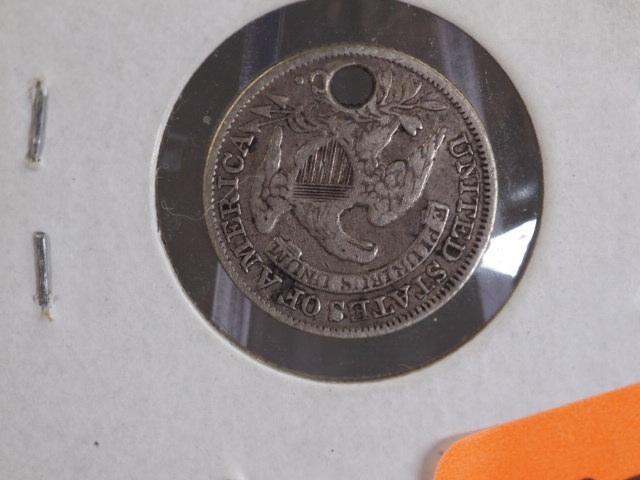 UNITED STATES OF AMERICA
E PLURIBUS UNUM